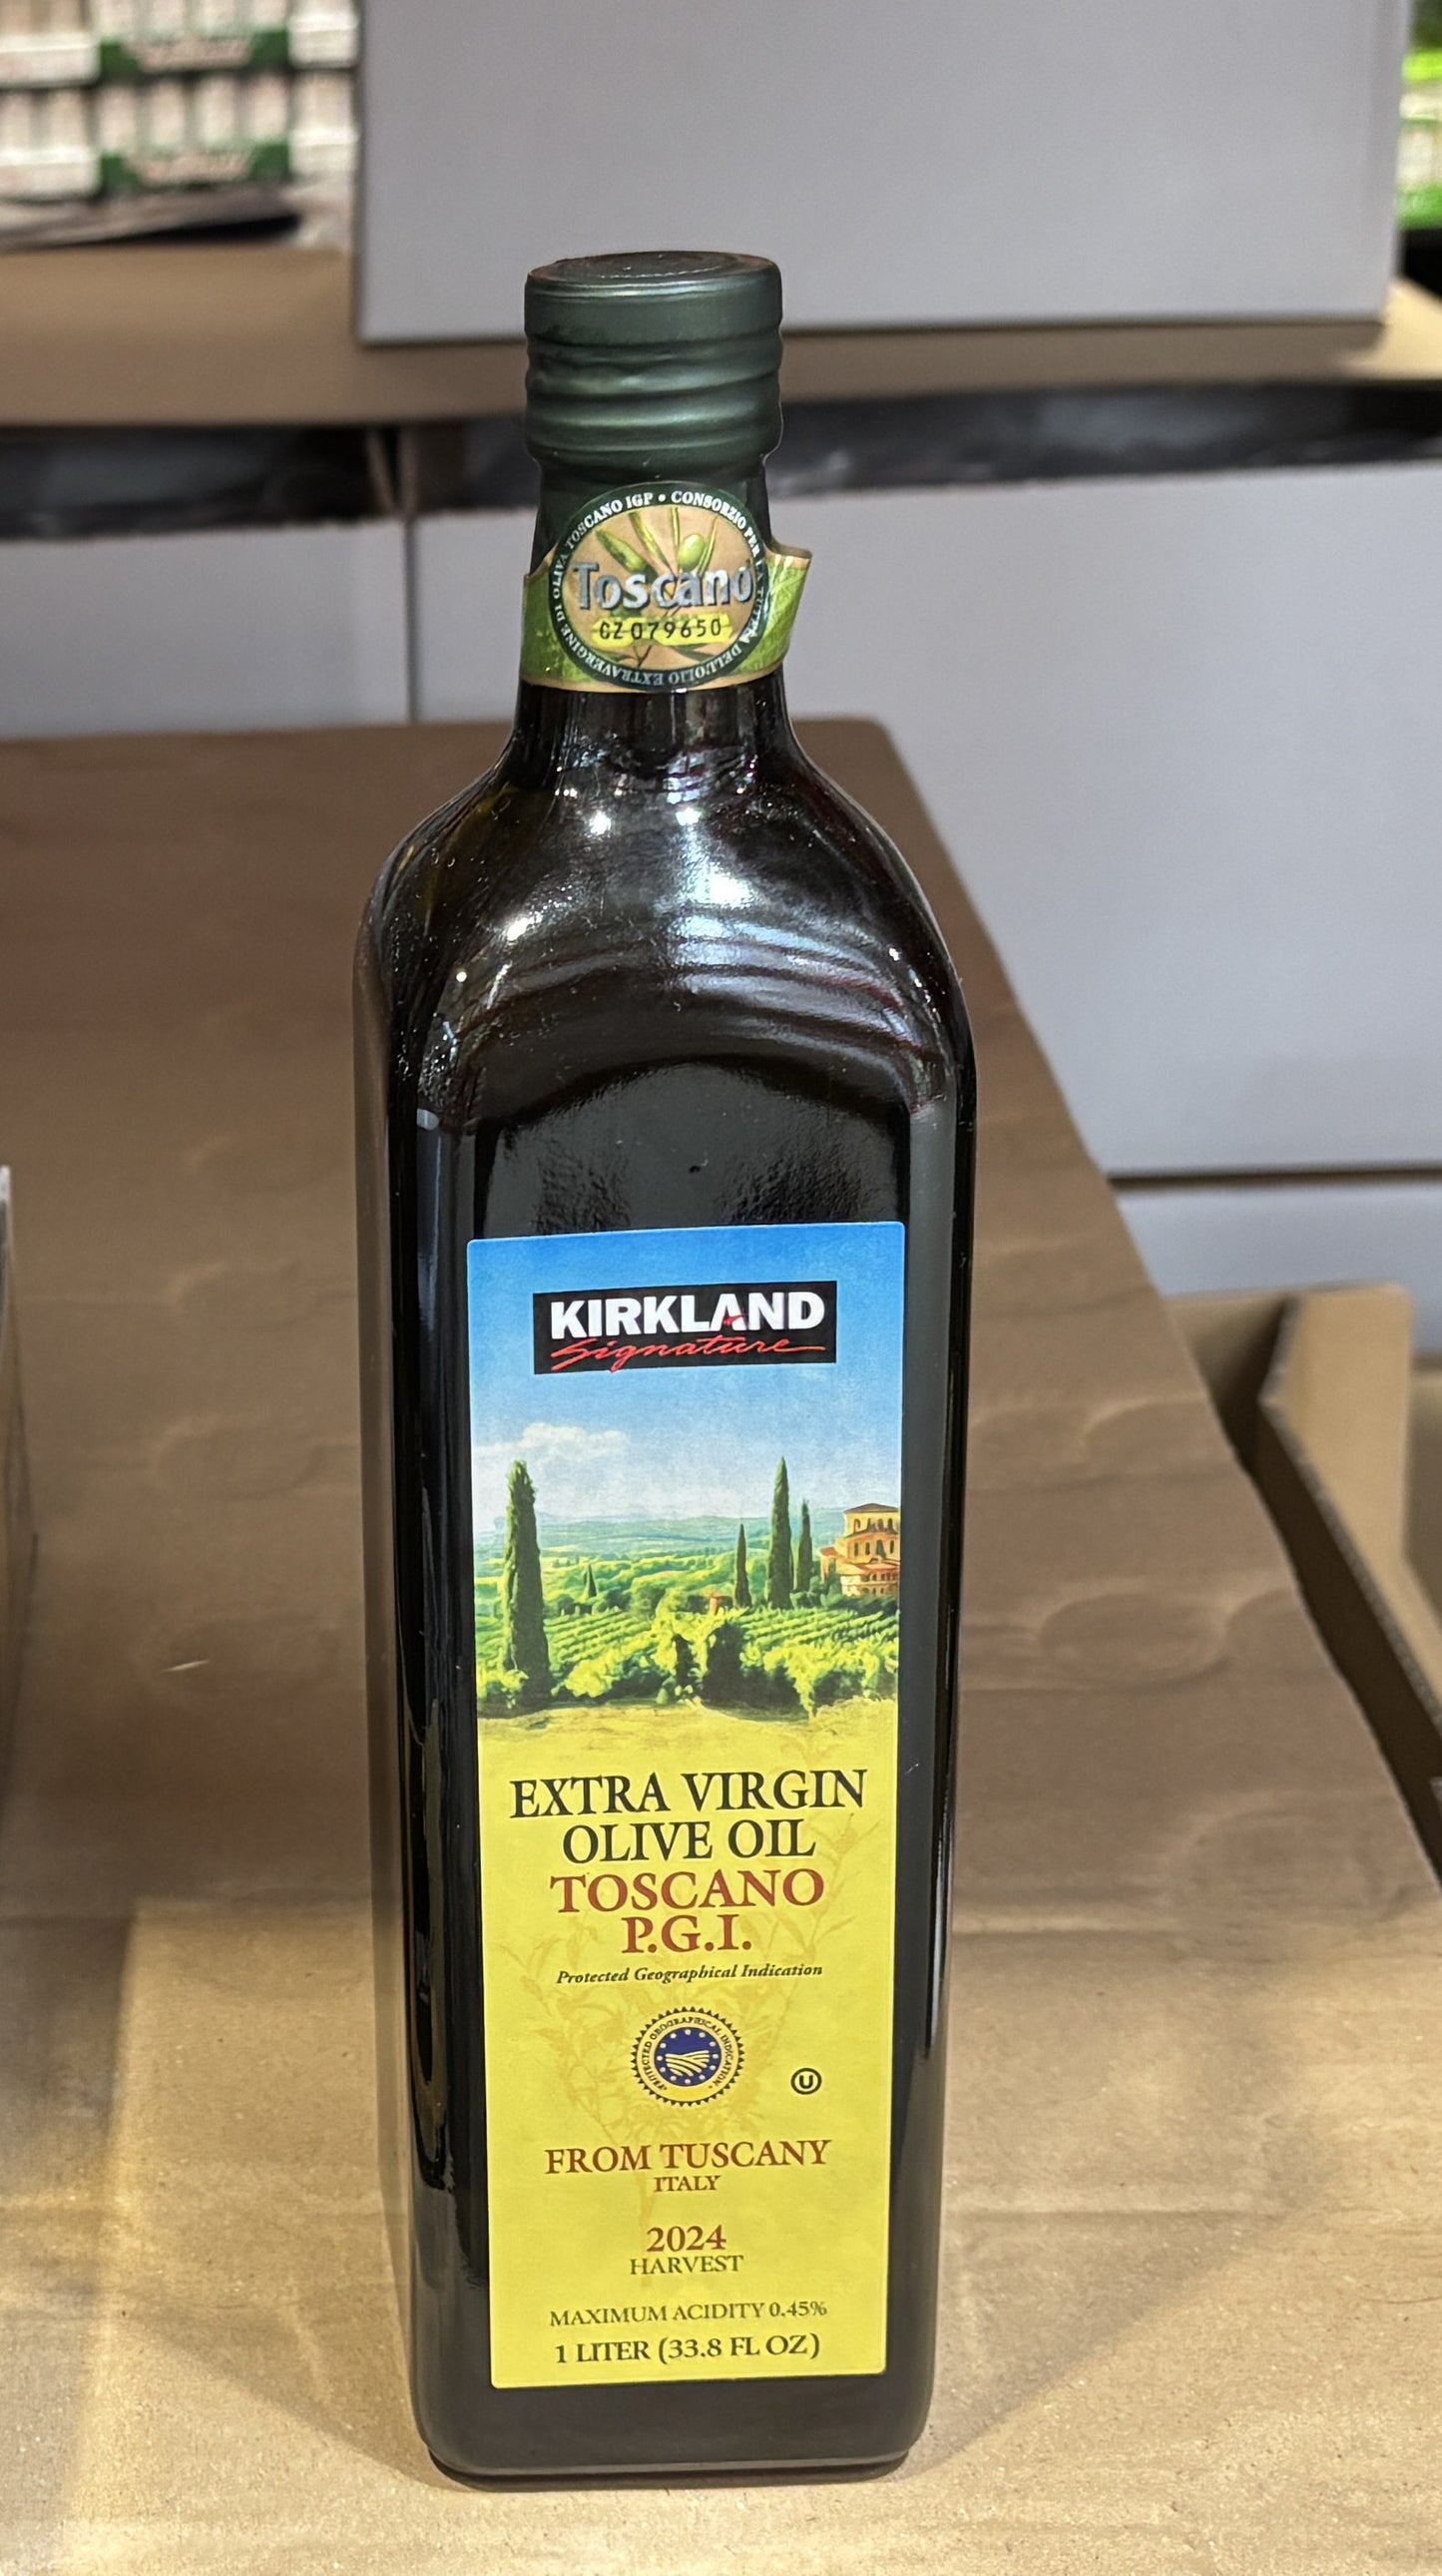 CONSORZIO PER LA TUTELA DELL'OLIO EXTRAVERGINE DI OLIVA TOSCANO IGP •
Toscano
CZ 079650
KIRKLAND
Signature
EXTRA VIRGIN
OLIVE OIL
TOSCANO
P.G.I.
Protected Geographical Indication
PROTECTED GEOGRAPHICAL INDICATION
U
FROM TUSCANY
ITALY
2024
HARVEST
MAXIMUM ACIDITY 0.45%
1 LITER (33.8 FL OZ)